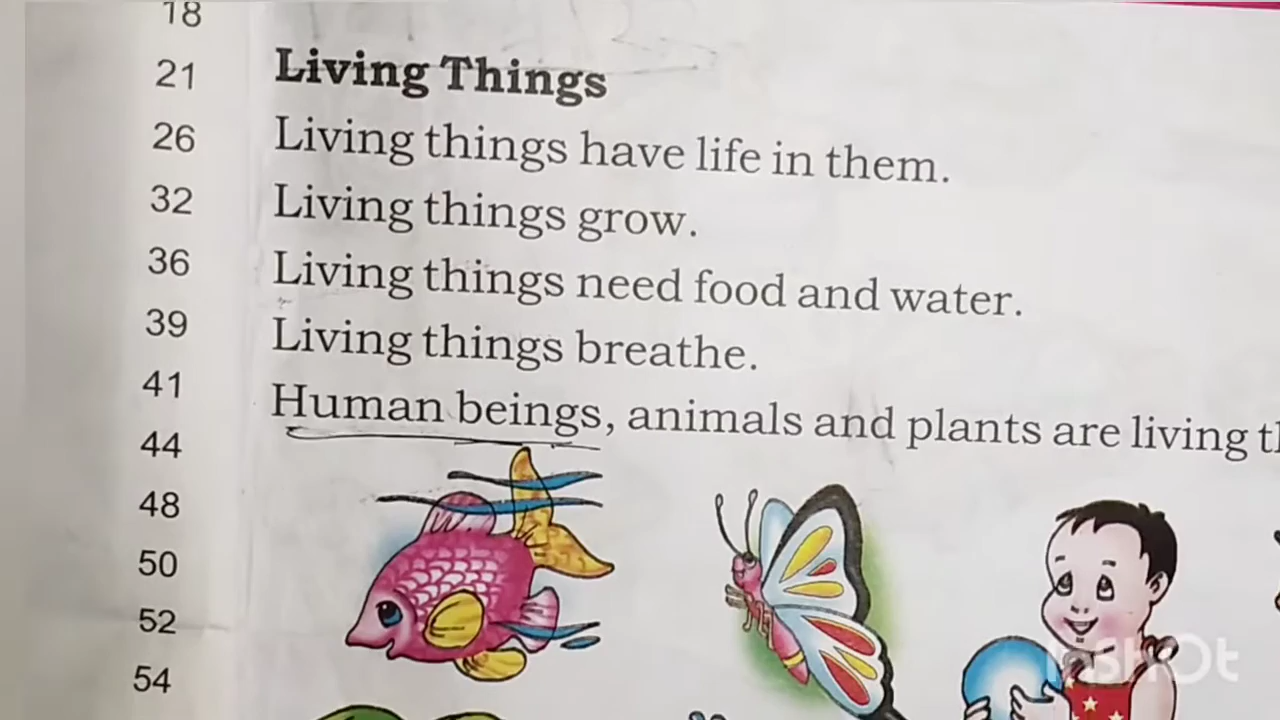 18
21
26
32
36
39
41
44
48
50
52
54
Living Things
Living things have life in them.
Living things grow.
Living things need food and water.
Living things breathe.
Human beings, animals and plants are living
InShOt